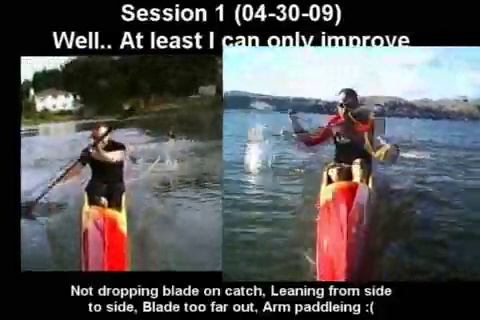 Session 1 (04-30-09)
Well.. At least I can only improve
Not dropping blade on catch, Leaning from side
to side, Blade too far out, Arm paddleing :(